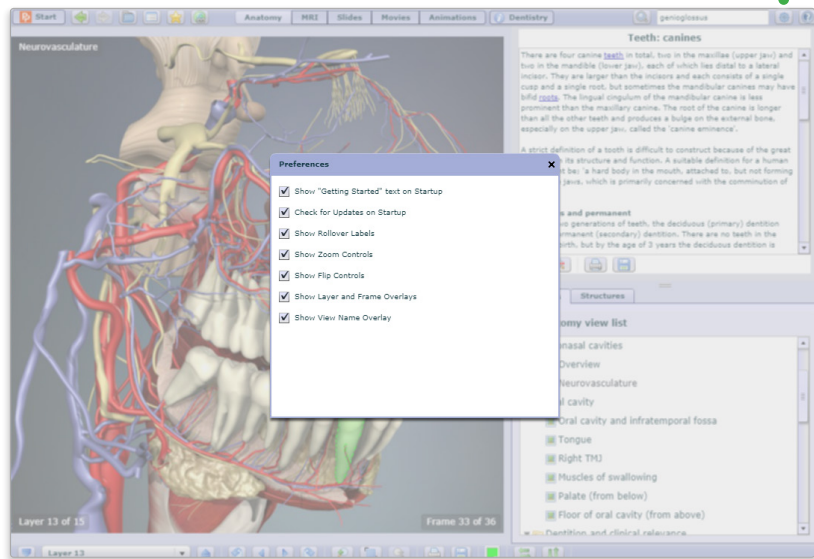 Start
Anatomy MRI Slides Movies Animations Dentistry
genioglossus
Neurovasculature
Teeth: canines
There are four canine teeth in total, two in the maxillae (upper jaw) and
two in the mandible (lower jaw), each of which lies distal to a lateral
incisor. They are larger than the incisors and each consists of a single
cusp and a single root, but sometimes the mandibular canines may have
bifid roots. The lingual cingulum of the mandibular canine is less
prominent than the maxillary canine. The root of the canine is longer
than all the other teeth and produces a bulge on the external bone,
especially on the upper jaw, called the 'canine eminence'.
A strict definition of a tooth is difficult to construct because of the great
its structure and function. A suitable definition for a human
be: 'a hard body in the mouth, attached to, but not forming
jaws, which is primarily concerned with the comminution of
and permanent
generations of teeth, the deciduous (primary) dentition
(secondary) dentition. There are no teeth in the
but by the age of 3 years the deciduous dentition is
Preferences
Show "Getting Started" text on Startup
Check for Updates on Startup
Show Rollover Labels
Show Zoom Controls
Show Flip Controls
Show Layer and Frame Overlays
Show View Name Overlay
Structures
view list
cavities
Overview
Neurovasculature
cavity
Oral cavity and infratemporal fossa
Tongue
Right TMJ
Muscles of swallowing
Palate (from below)
Floor of oral cavity (from above)
Dentition and clinical relevance
Layer 13 of 15
Frame 33 of 36
Layer 13